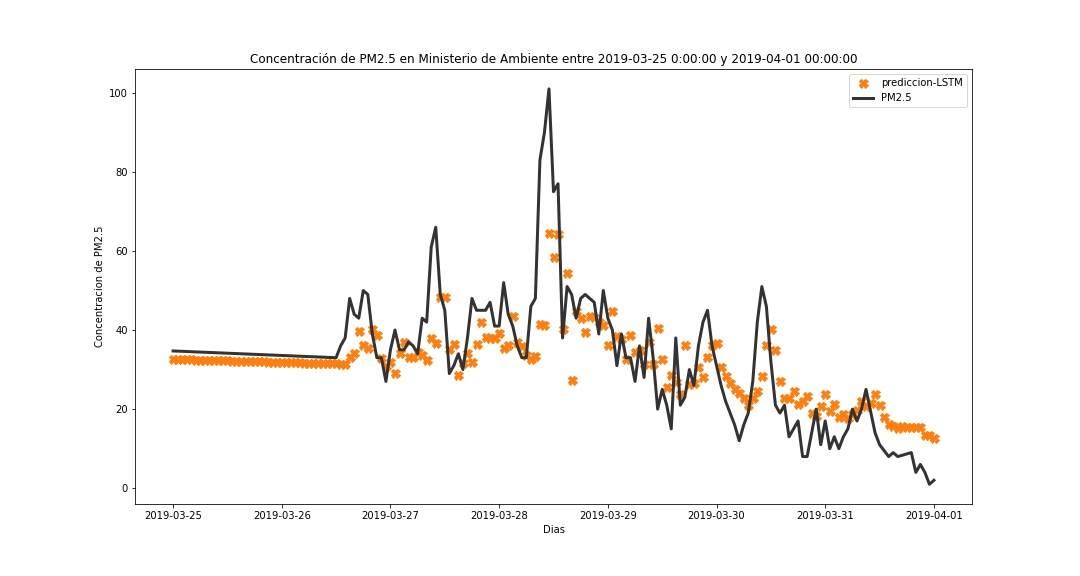 Concentración de PM2.5 en Ministerio de Ambiente entre 2019-03-25 0:00:00 y 2019-04-01 00:00:00
prediccion-LSTM
PM2.5
Concentracion de PM2.5
100
80
60
40
20
0
2019-03-25 2019-03-26 2019-03-27 2019-03-28 2019-03-29 2019-03-30 2019-03-31 2019-04-01
Dias